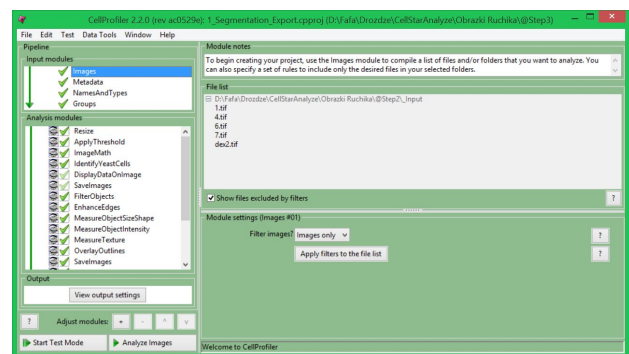 CellProfiler 2.2.0 (rev ac0529e): 1_Segmentation_Export.cpproj (D:\Fafa\Drozdze\CellStarAnalyze\Obrazki Ruchika\@Step3)
File Edit Test Data Tools Window Help
Pipeline
Input modules
Images
Metadata
NamesAndTypes
Groups
Analysis modules
Resize
ApplyThreshold
ImageMath
IdentifyYeastCells
DisplayDataOnImage
SaveImages
FilterObjects
EnhanceEdges
MeasureObjectSizeShape
MeasureObjectIntensity
MeasureTexture
OverlayOutlines
SaveImages
Output
View output settings
? Adjust modules: + - ^ v
Start Test Mode Analyze Images
Module notes
To begin creating your project, use the Images module to compile a list of files and/or folders that you want to analyze. You
can also specify a set of rules to include only the desired files in your selected folders.
File list
D:\Fafa\Drozdze\CellStarAnalyze\Obrazki Ruchika\@Step2\_Input
1.tif
4.tif
6.tif
7.tif
dex2.tif
Show files excluded by filters ?
Module settings (Images #01)
Filter images? Images only ?
Apply filters to the file list ?
Welcome to CellProfiler